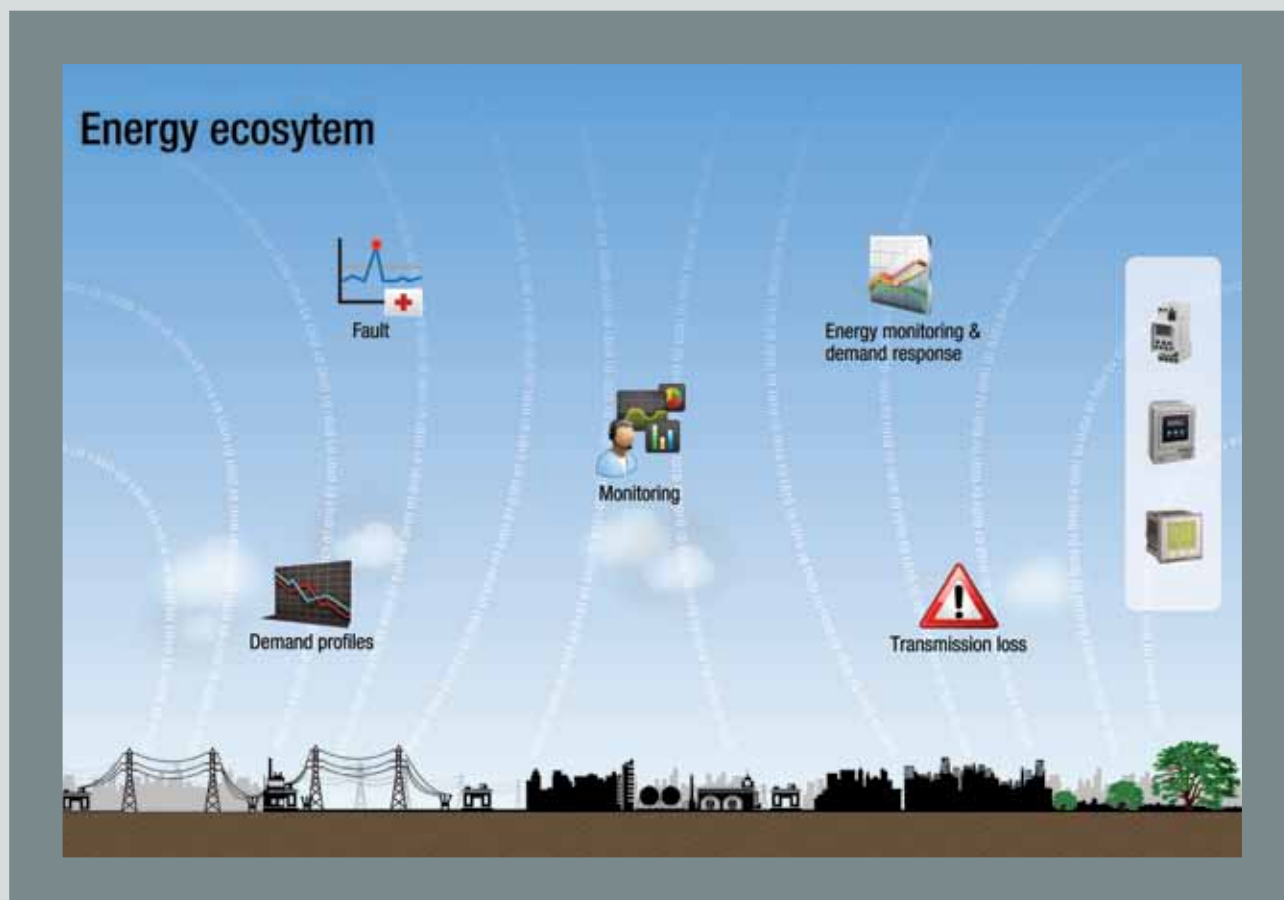 Energy ecosytem
Fault
Energy monitoring &
demand response
Monitoring
Demand profiles
Transmission loss